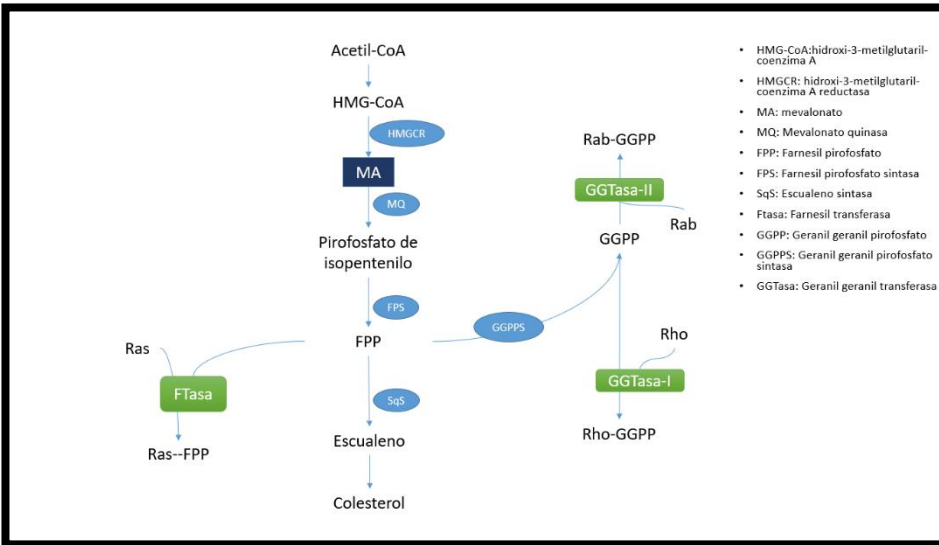 Acetil-CoA
HMG-CoA
HMGCR
MA
MQ
Pirofosfato de
isopentenilo
FPS
FPP
SqS
Escualeno
Colesterol
Ras
FTasa
Ras--FPP
GGPPS
Rab-GGPP
GGTasa-II
Rab
GGPP
Rho
GGTasa-I
Rho-GGPP
• HMG-CoA:hidroxi-3-metilglutaril-
coenzima A
• HMGCR: hidroxi-3-metilglutaril-
coenzima A reductasa
• MA: mevalonato
• MQ: Mevalonato quinasa
• FPP: Farnesil pirofosfato
• FPS: Farnesil pirofosfato sintasa
• SqS: Escualeno sintasa
• Ftasa: Farnesil transferasa
• GGPP: Geranil geranil pirofosfato
• GGPPS: Geranil geranil pirofosfato
sintasa
• GGTasa: Geranil geranil transferasa